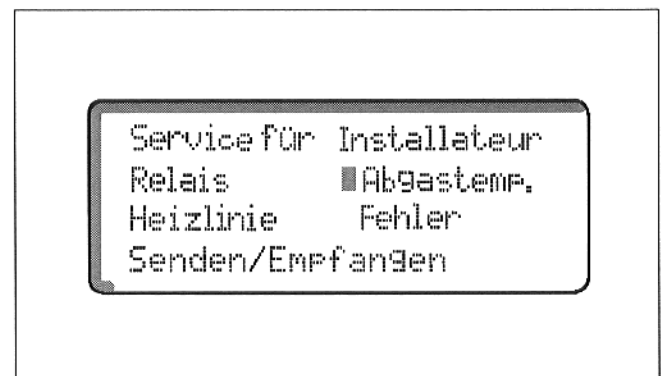 Service für Installateur
Relais Abgastemp.
Heizlinie Fehler
Senden/Empfangen